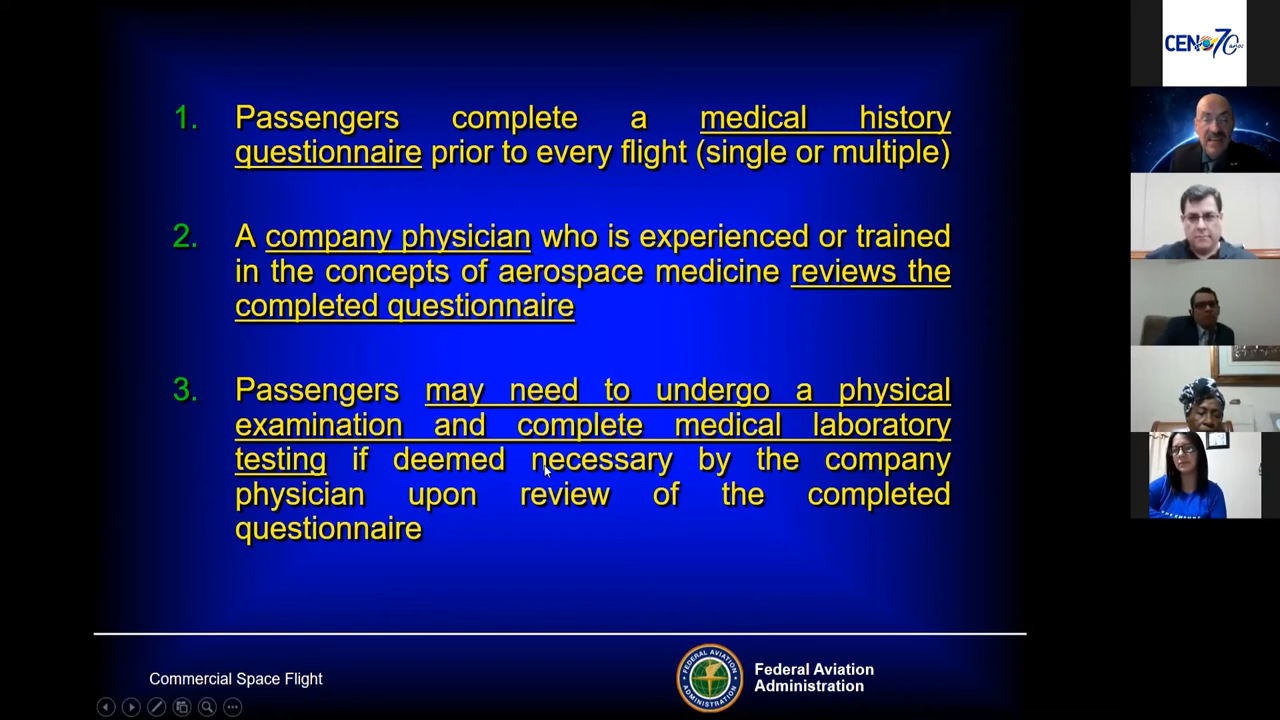 1. Passengers complete a medical history
questionnaire prior to every flight (single or multiple)
2. A company physician who is experienced or trained
in the concepts of aerospace medicine reviews the
completed questionnaire
3. Passengers may need to undergo a physical
examination and complete medical laboratory
testing if deemed necessary by the company
physician upon review of the completed
questionnaire
Commercial Space Flight
FEDERAL AVIATION
ADMINISTRATION
Federal Aviation
Administration